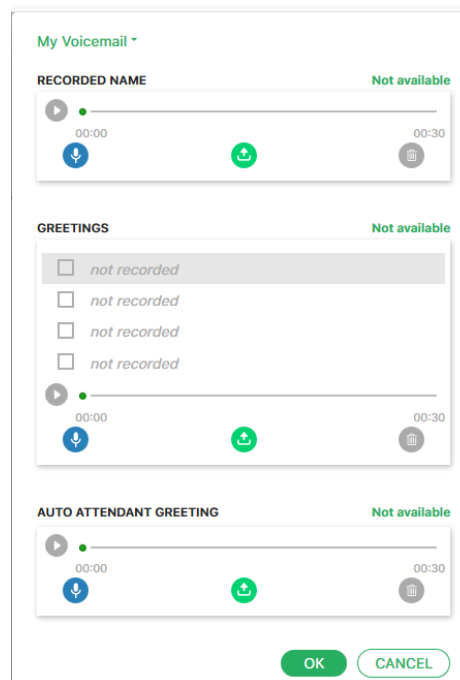 My Voicemail
RECORDED NAME Not available
00:00 00:30
GREETINGS Not available
not recorded
not recorded
not recorded
not recorded
00:00 00:30
AUTO ATTENDANT GREETING Not available
00:00 00:30
OK CANCEL